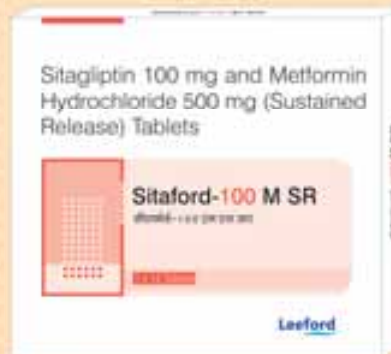 Sitagliptin 100 mg and Metformin
Hydrochloride 500 mg (Sustained
Release) Tablets
Sitaford-100 M SR
Leeford